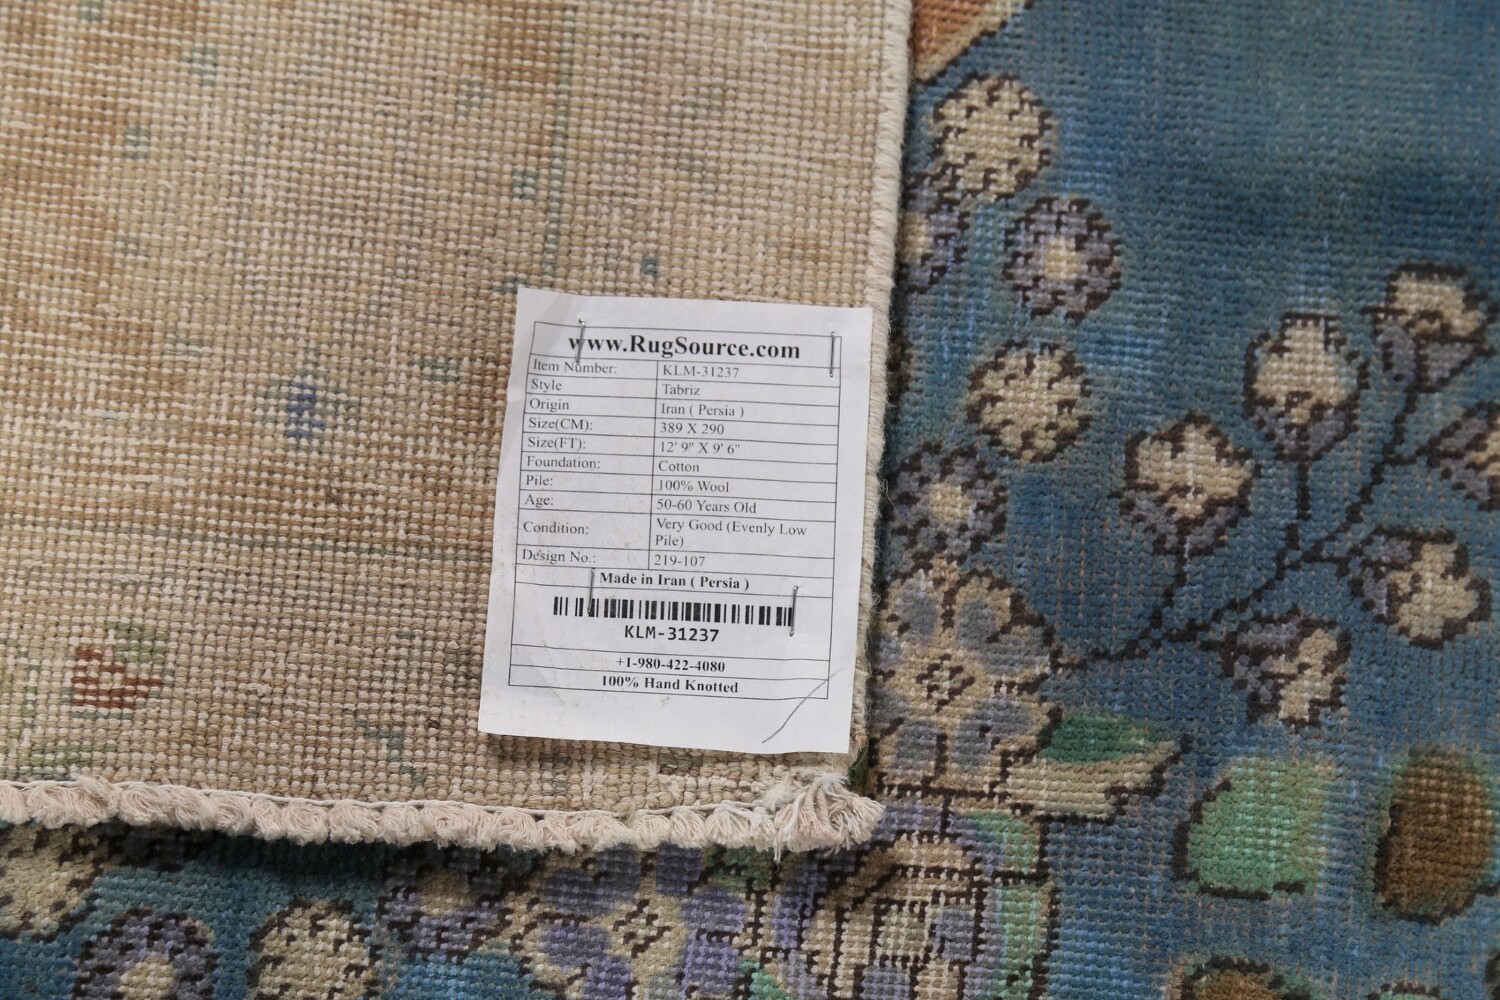 www.RugSource.com
Item Number: KLM-31237
Style Tabriz
Origin Iran ( Persia )
Size(CM): 389 X 290
Size(FT): 12' 9" X 9' 6"
Foundation: Cotton
Pile: 100% Wool
Age: 50-60 Years Old
Condition: Very Good (Evenly Low
Pile)
Design No.: 219-107
Made in Iran ( Persia )
KLM-31237
+1-980-422-4080
100% Hand Knotted